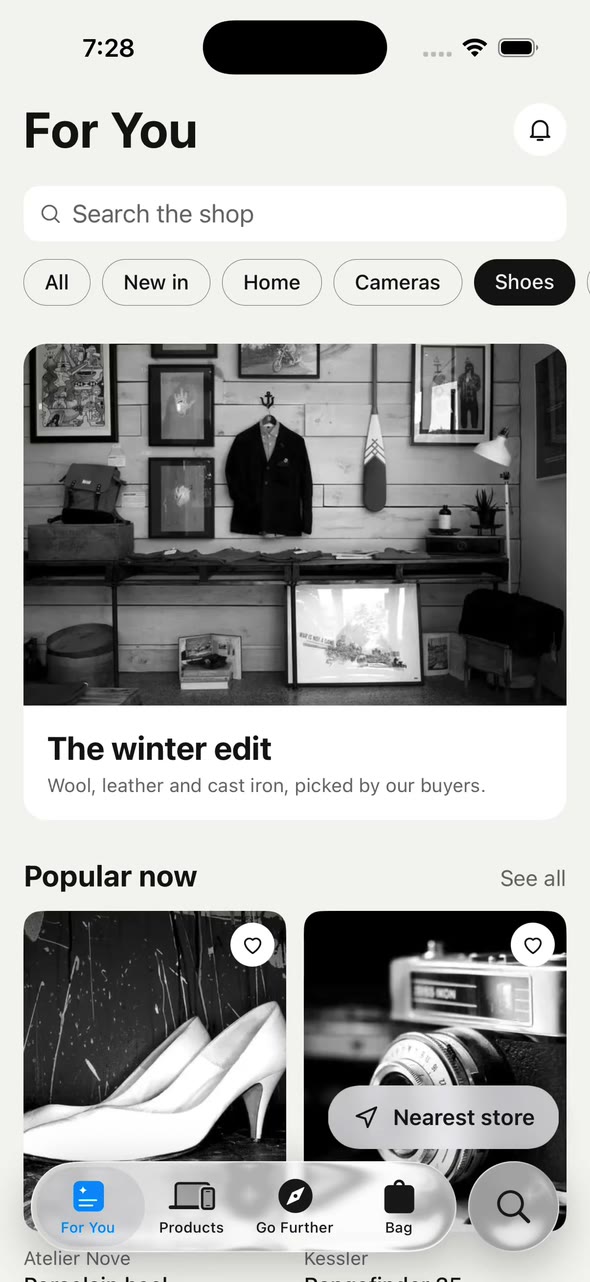 7:28
For You
Search the shop
All
New in
Home
Cameras
Shoes
The winter edit
Wool, leather and cast iron, picked by our buyers.
Popular now
See all
Nearest store
For You
Products
Go Further
Bag
Atelier Nove
Kessler